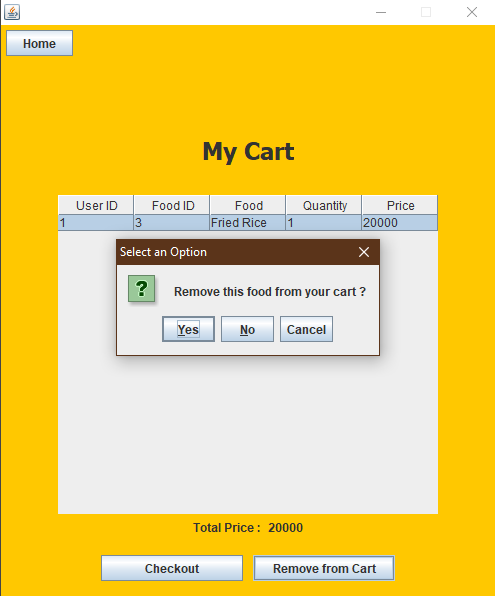 Home
My Cart
User ID Food ID Food Quantity Price
1 3 Fried Rice 1 20000
Select an Option
? Remove this food from your cart ?
Yes No Cancel
Total Price : 20000
Checkout Remove from Cart